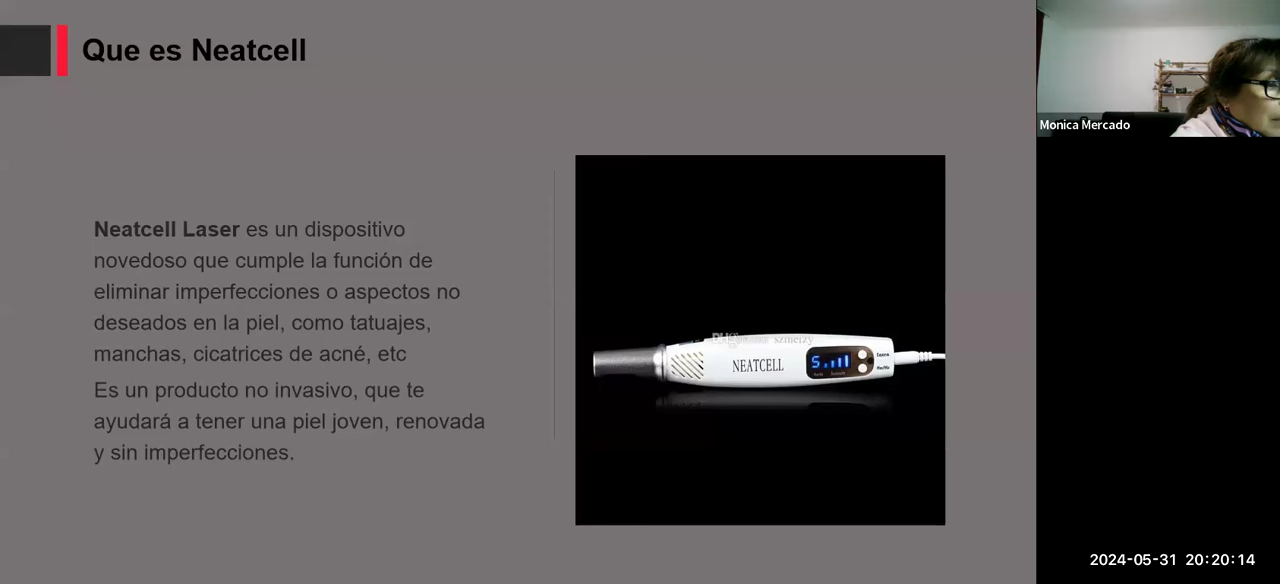 Que es Neatcell
Monica Mercado
Neatcell Laser es un dispositivo
novedoso que cumple la función de
eliminar imperfecciones o aspectos no
deseados en la piel, como tatuajes,
manchas, cicatrices de acné, etc
Es un producto no invasivo, que te
ayudará a tener una piel joven, renovada
y sin imperfecciones.
szmeizy
NEATCELL
5
2024-05-31 20:20:14